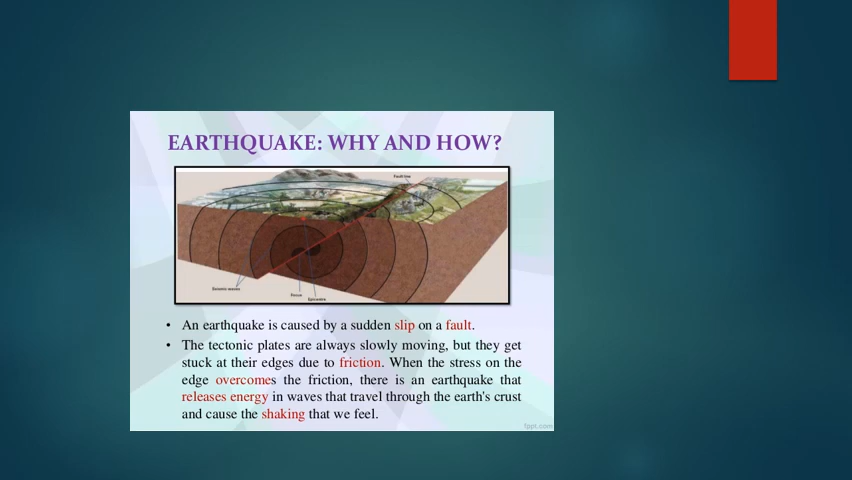 EARTHQUAKE: WHY AND HOW?
Fault line
Seismic waves
Focus
Epicentre
• An earthquake is caused by a sudden slip on a fault.
• The tectonic plates are always slowly moving, but they get
stuck at their edges due to friction. When the stress on the
edge overcomes the friction, there is an earthquake that
releases energy in waves that travel through the earth's crust
and cause the shaking that we feel.
fppt.com